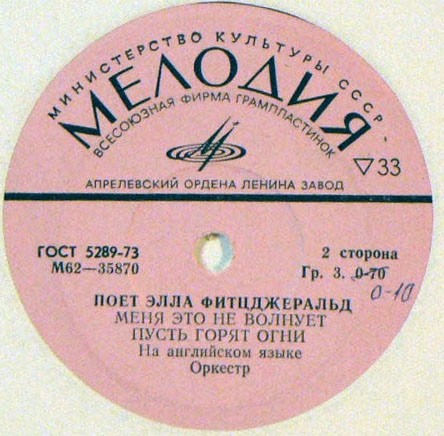 МИНИСТЕРСТВО КУЛЬТУРЫ СССР
МЕЛОДИЯ
ВСЕСОЮЗНАЯ ФИРМА ГРАМПЛАСТИНОК
▽33
АПРЕЛЕВСКИЙ ОРДЕНА ЛЕНИНА ЗАВОД
ГОСТ 5289-73
М62—35870
2 сторона
Гр. 3. 0-70
0-10
ПОЕТ ЭЛЛА ФИТЦДЖЕРАЛЬД
МЕНЯ ЭТО НЕ ВОЛНУЕТ
ПУСТЬ ГОРЯТ ОГНИ
На английском языке
Оркестр